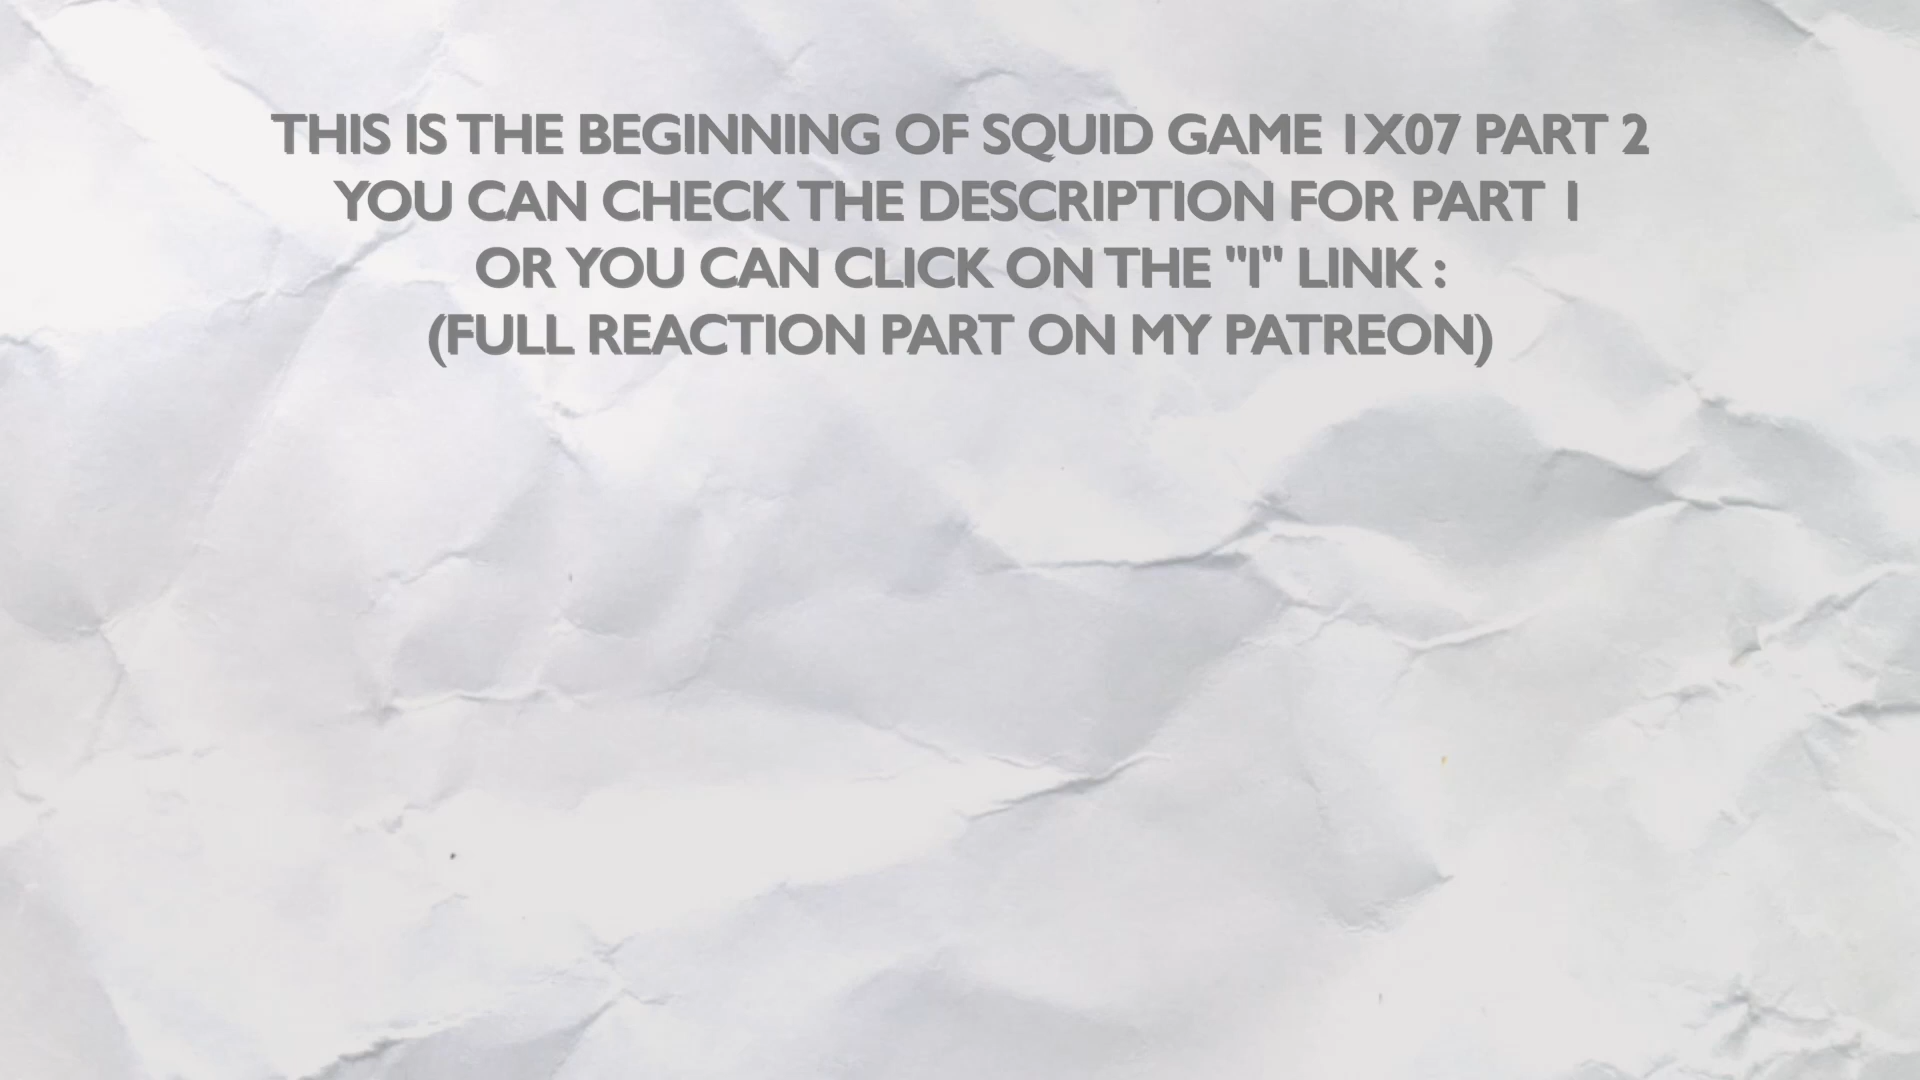 THIS IS THE BEGINNING OF SQUID GAME 1X07 PART 2
YOU CAN CHECK THE DESCRIPTION FOR PART 1
OR YOU CAN CLICK ON THE "I" LINK :
(FULL REACTION PART ON MY PATREON)